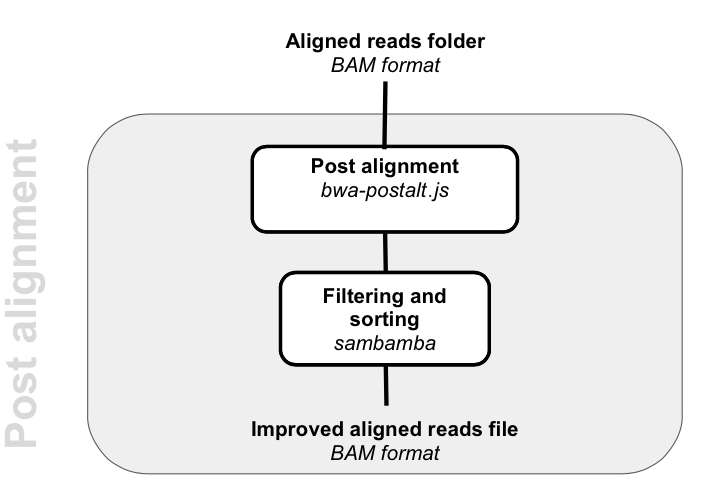 Post alignment
Aligned reads folder
BAM format
Post alignment
bwa-postalt.js
Filtering and
sorting
sambamba
Improved aligned reads file
BAM format